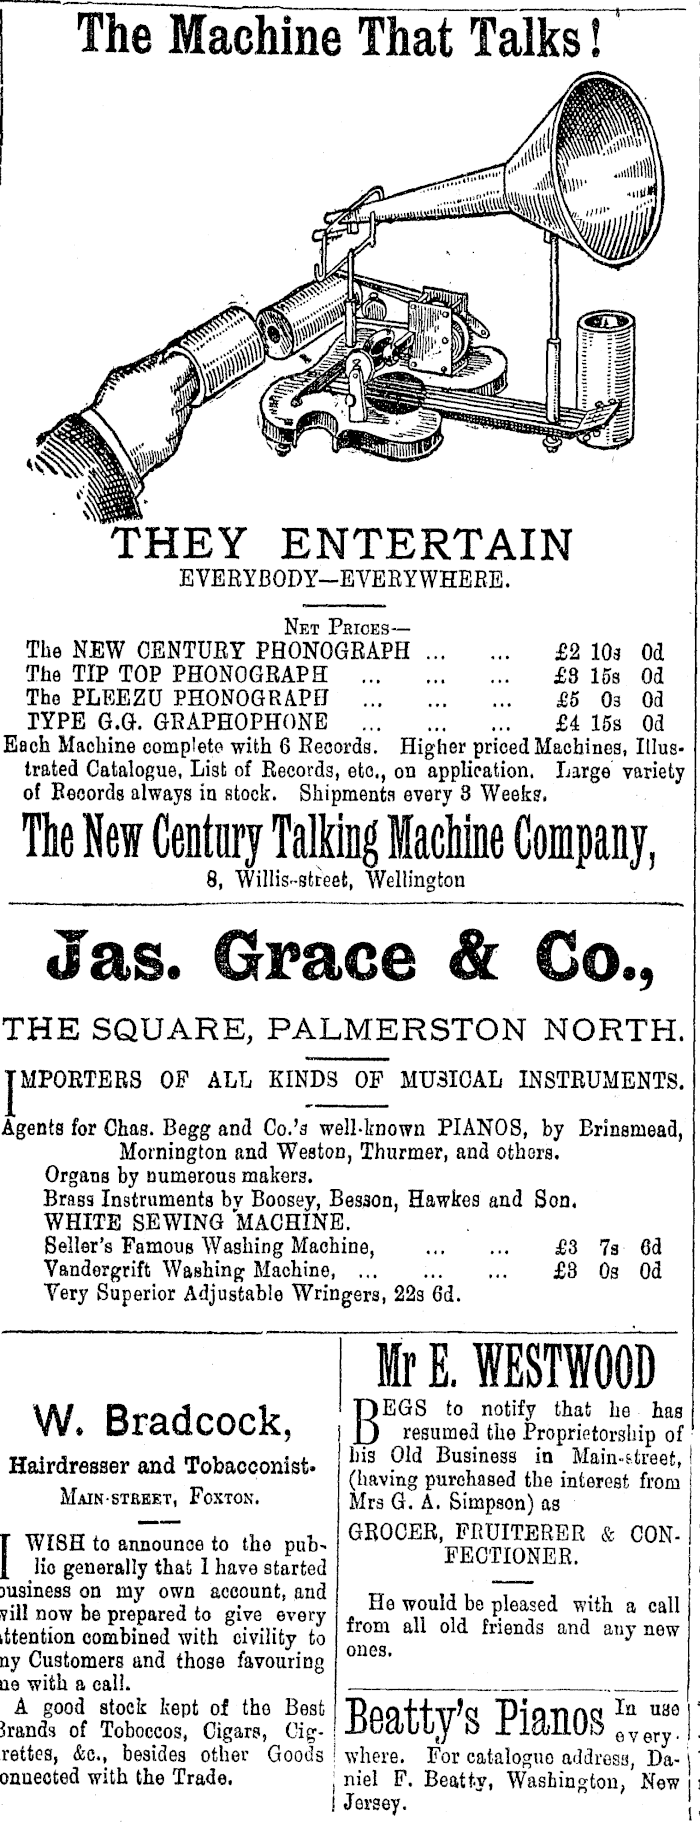 The Machine That Talks!
THEY ENTERTAIN
EVERYBODY—EVERYWHERE.
NET PRICES—
The NEW CENTURY PHONOGRAPH ... ... £2 10s 0d
The TIP TOP PHONOGRAPH ... ... ... £3 15s 0d
The PLEEZU PHONOGRAPH ... ... ... £5 0s 0d
TYPE G.G. GRAPHOPHONE ... ... ... £4 15s 0d
Each Machine complete with 6 Records. Higher priced Machines, Illus-
trated Catalogue, List of Records, etc., on application. Large variety
of Records always in stock. Shipments every 3 Weeks.
The New Century Talking Machine Company,
8, Willis-street, Wellington
Jas. Grace & Co.,
THE SQUARE, PALMERSTON NORTH.
IMPORTERS OF ALL KINDS OF MUSICAL INSTRUMENTS.
Agents for Chas. Begg and Co.'s well-known PIANOS, by Brinsmead,
Mornington and Weston, Thurmer, and others.
Organs by numerous makers.
Brass Instruments by Boosey, Besson, Hawkes and Son.
WHITE SEWING MACHINE.
Seller's Famous Washing Machine, ... ... £3 7s 6d
Vandergrift Washing Machine, ... ... ... £3 0s 0d
Very Superior Adjustable Wringers, 22s 6d.
W. Bradcock,
Hairdresser and Tobacconist.
MAIN-STREET, FOXTON.
I WISH to announce to the pub-
lic generally that I have started
business on my own account, and
will now be prepared to give every
attention combined with civility to
my Customers and those favouring
me with a call.
A good stock kept of the Best
Brands of Toboccos, Cigars, Cig-
arettes, &c., besides other Goods
connected with the Trade.
Mr E. WESTWOOD
BEGS to notify that he has
resumed the Proprietorship of
his Old Business in Main-street,
(having purchased the interest from
Mrs G. A. Simpson) as
GROCER, FRUITERER & CON-
FECTIONER.
He would be pleased with a call
from all old friends and any new
ones.
Beatty's Pianos In use
every-
where. For catalogue address, Da-
niel F. Beatty, Washington, New
Jersey.